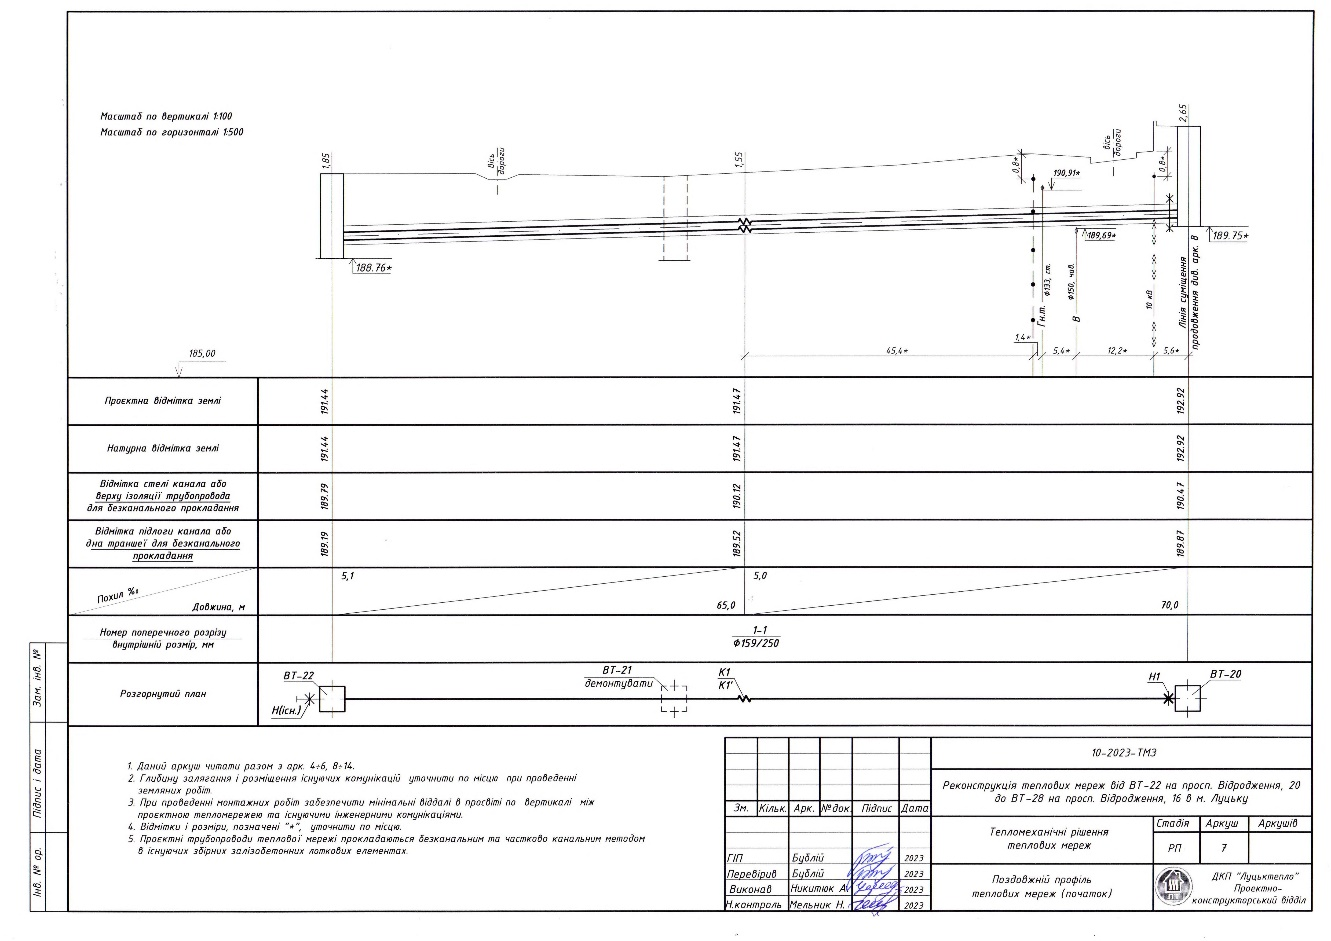 Масштаб по вертикалі 1:100
Масштаб по горизонталі 1:500
1,85
вісь дороги
1,55
0,8*
190,91*
вісь дороги
0,8*
2,65
188.76*
189,69*
189.75*
Гн.т. Ф133, ст.
В Ф150, чав.
10 кВ
Лінія суміщення
продовження див. арк. 8
185,00
45,4*
1,4*
5,4*
12,2*
5,6*
Проєктна відмітка землі
191.44
191.47
192.92
Натурна відмітка землі
191.44
191.47
192.92
Відмітка стелі канала або
верху ізоляції трубопровода
для безканального прокладання
189.79
190.12
190.47
Відмітка підлоги канала або
дна траншеї для безканального
прокладання
189.19
189.52
189.87
Похил ‰
Довжина, м
5,1
65,0
5,0
70,0
Номер поперечного розрізу
внутрішній розмір, мм
1-1
Ф159/250
Розгорнутий план
ВТ-22
Н(існ.)
ВТ-21
демонтувати
К1
К1'
Н1
ВТ-20
1. Даний аркуш читати разом з арк. 4÷6, 8÷14.
2. Глибину залягання і розміщення існуючих комунікацій уточнити по місцю при проведенні
земляних робіт.
3. При проведенні монтажних робіт забезпечити мінімальні віддалі в просвіті по вертикалі між
проєктною тепломережею та існуючими інженерними комунікаціями.
4. Відмітки і розміри, позначені "*", уточнити по місцю.
5. Проєктні трубопроводи теплової мережі прокладаються безканальним та частково канальним методом
в існуючих збірних залізобетонних лоткових елементах.
Зам. інв. №
Підпис і дата
Інв. № ор.
10-2023-ТМЗ
Реконструкція теплових мереж від ВТ-22 на просп. Відродження, 20
до ВТ-28 на просп. Відродження, 16 в м. Луцьку
Зм. Кільк. Арк. №док. Підпис Дата
Тепломеханічні рішення
теплових мереж
Стадія Аркуш Аркушів
РП 7
ГІП Бублій 2023
Перевірив Бублій 2023
Виконав Никитюк А. 2023
Н.контроль Мельник Н. 2023
Поздовжній профіль
теплових мереж (початок)
ДКП "Луцьктепло"
Проектно-
конструкторський відділ